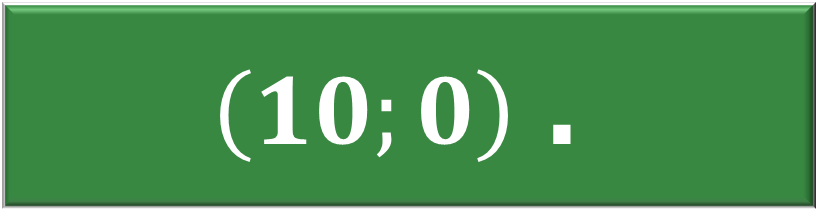 (10; 0) .